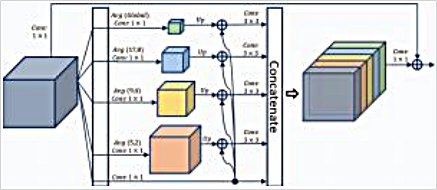 Conv
1 × 1
Avg (Global)
Conv 1 × 1
Up
Conv
3 × 3
Avg (17,8)
Conv 1 × 1
Up
Conv
3 × 3
Avg (9,4)
Conv 1 × 1
Up
Conv
3 × 3
Avg (5,2)
Conv 1 × 1
Up
Conv
3 × 3
Conv 1 × 1
Concatenate
Conv
1 × 1